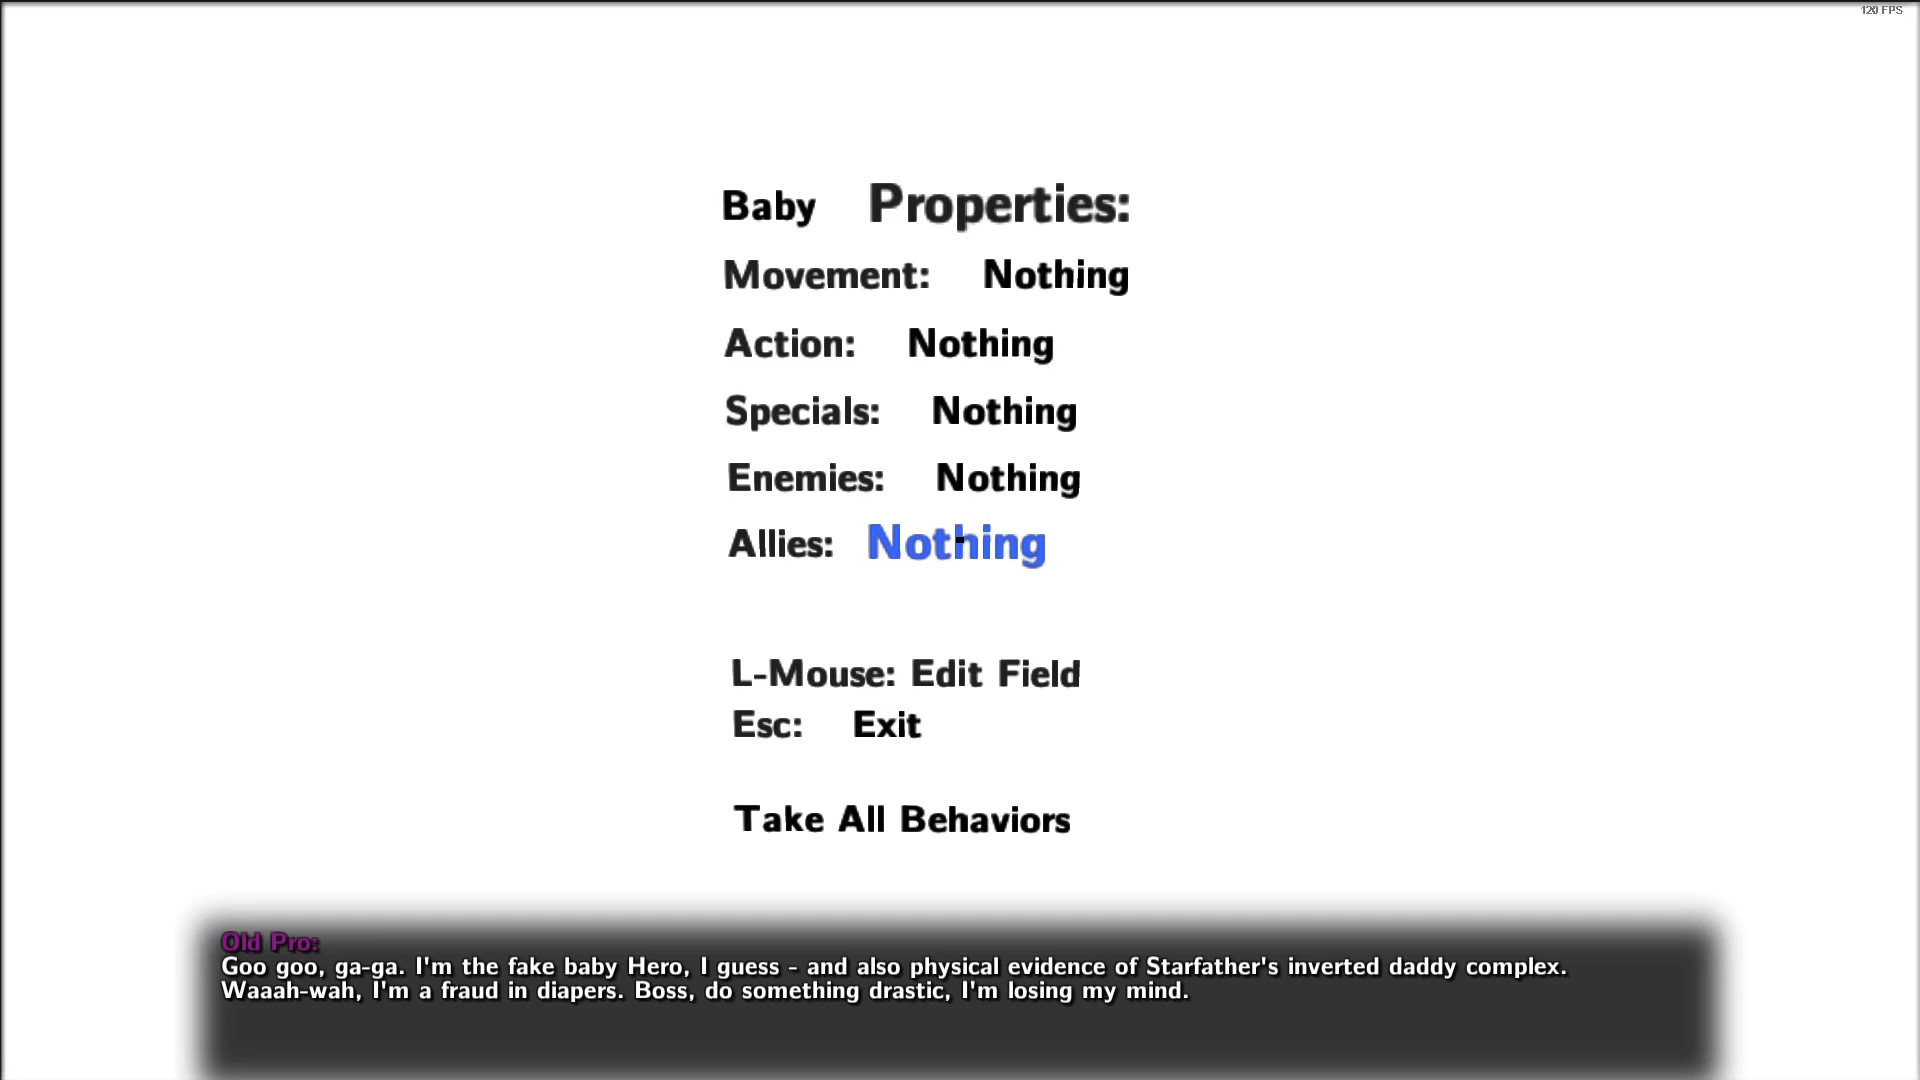 120 FPS
Baby Properties:
Movement: Nothing
Action: Nothing
Specials: Nothing
Enemies: Nothing
Allies: Nothing
L-Mouse: Edit Field
Esc: Exit
Take All Behaviors
Old Pro:
Goo goo, ga-ga. I'm the fake baby Hero, I guess - and also physical evidence of Starfather's inverted daddy complex.
Waaah-wah, I'm a fraud in diapers. Boss, do something drastic, I'm losing my mind.